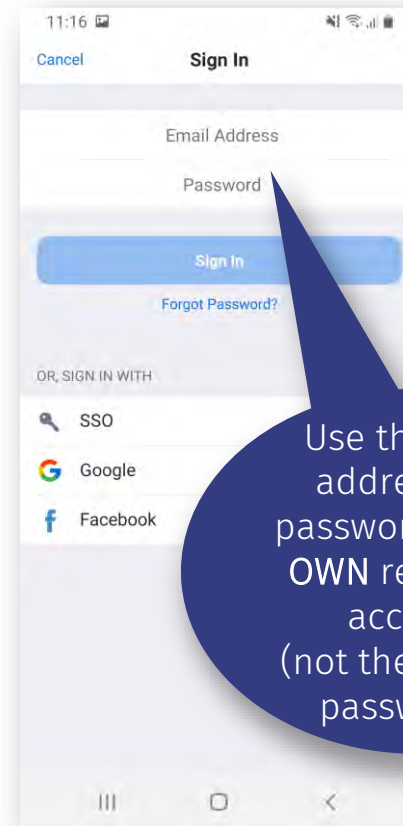 11:16
Cancel Sign In
Email Address
Password
Sign In
Forgot Password?
OR, SIGN IN WITH
SSO
Google
Facebook
Use th
addre
passwor
OWN re
acc
(not the
passw